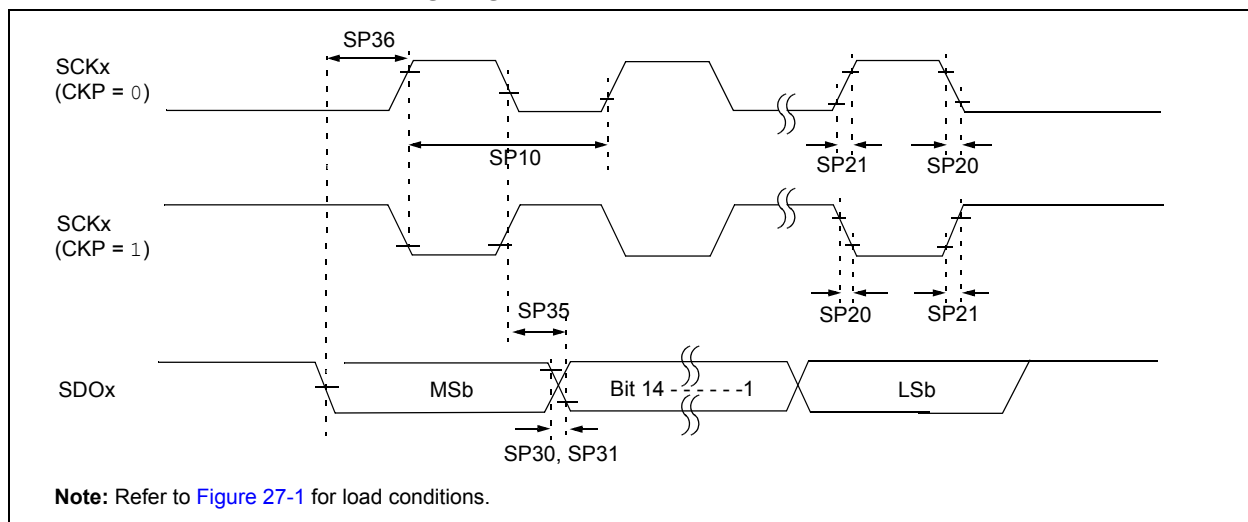 SP36
SCKx
(CKP = 0)
SP10
SP21
SP20
SCKx
(CKP = 1)
SP35
SP20
SP21
SDOx
MSb
Bit 14 - - - - - -1
LSb
SP30, SP31
Note: Refer to Figure 27-1 for load conditions.